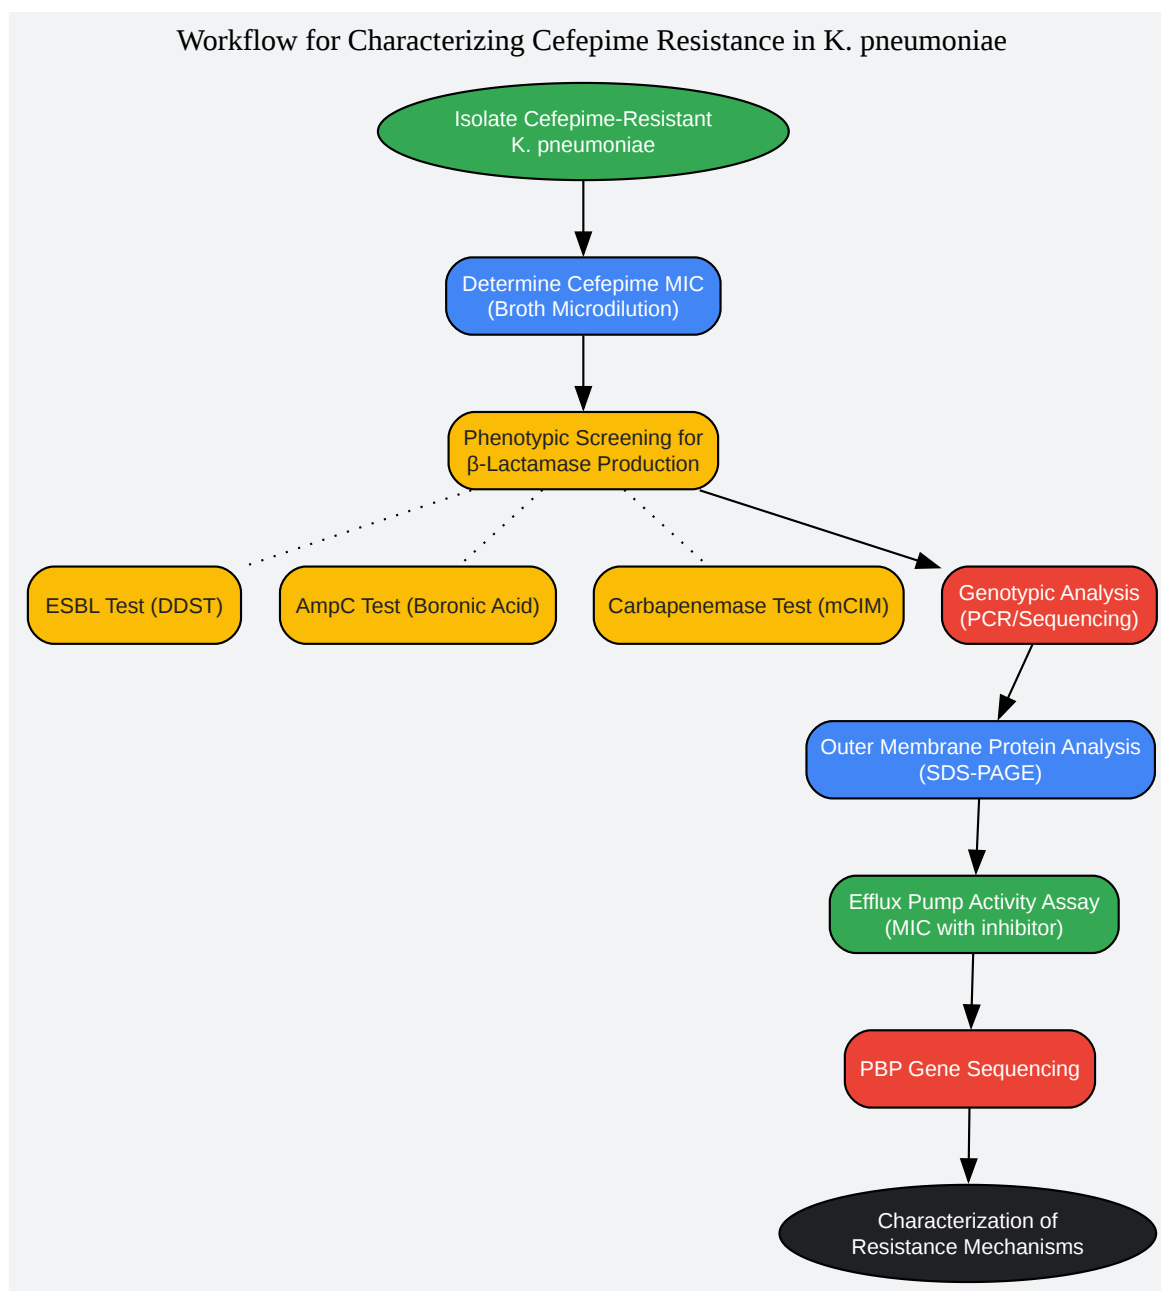 Workflow for Characterizing Cefepime Resistance in K. pneumoniae
Isolate Cefepime-Resistant
K. pneumoniae
Determine Cefepime MIC
(Broth Microdilution)
Phenotypic Screening for
β-Lactamase Production
ESBL Test (DDST)
AmpC Test (Boronic Acid)
Carbapenemase Test (mCIM)
Genotypic Analysis
(PCR/Sequencing)
Outer Membrane Protein Analysis
(SDS-PAGE)
Efflux Pump Activity Assay
(MIC with inhibitor)
PBP Gene Sequencing
Characterization of
Resistance Mechanisms